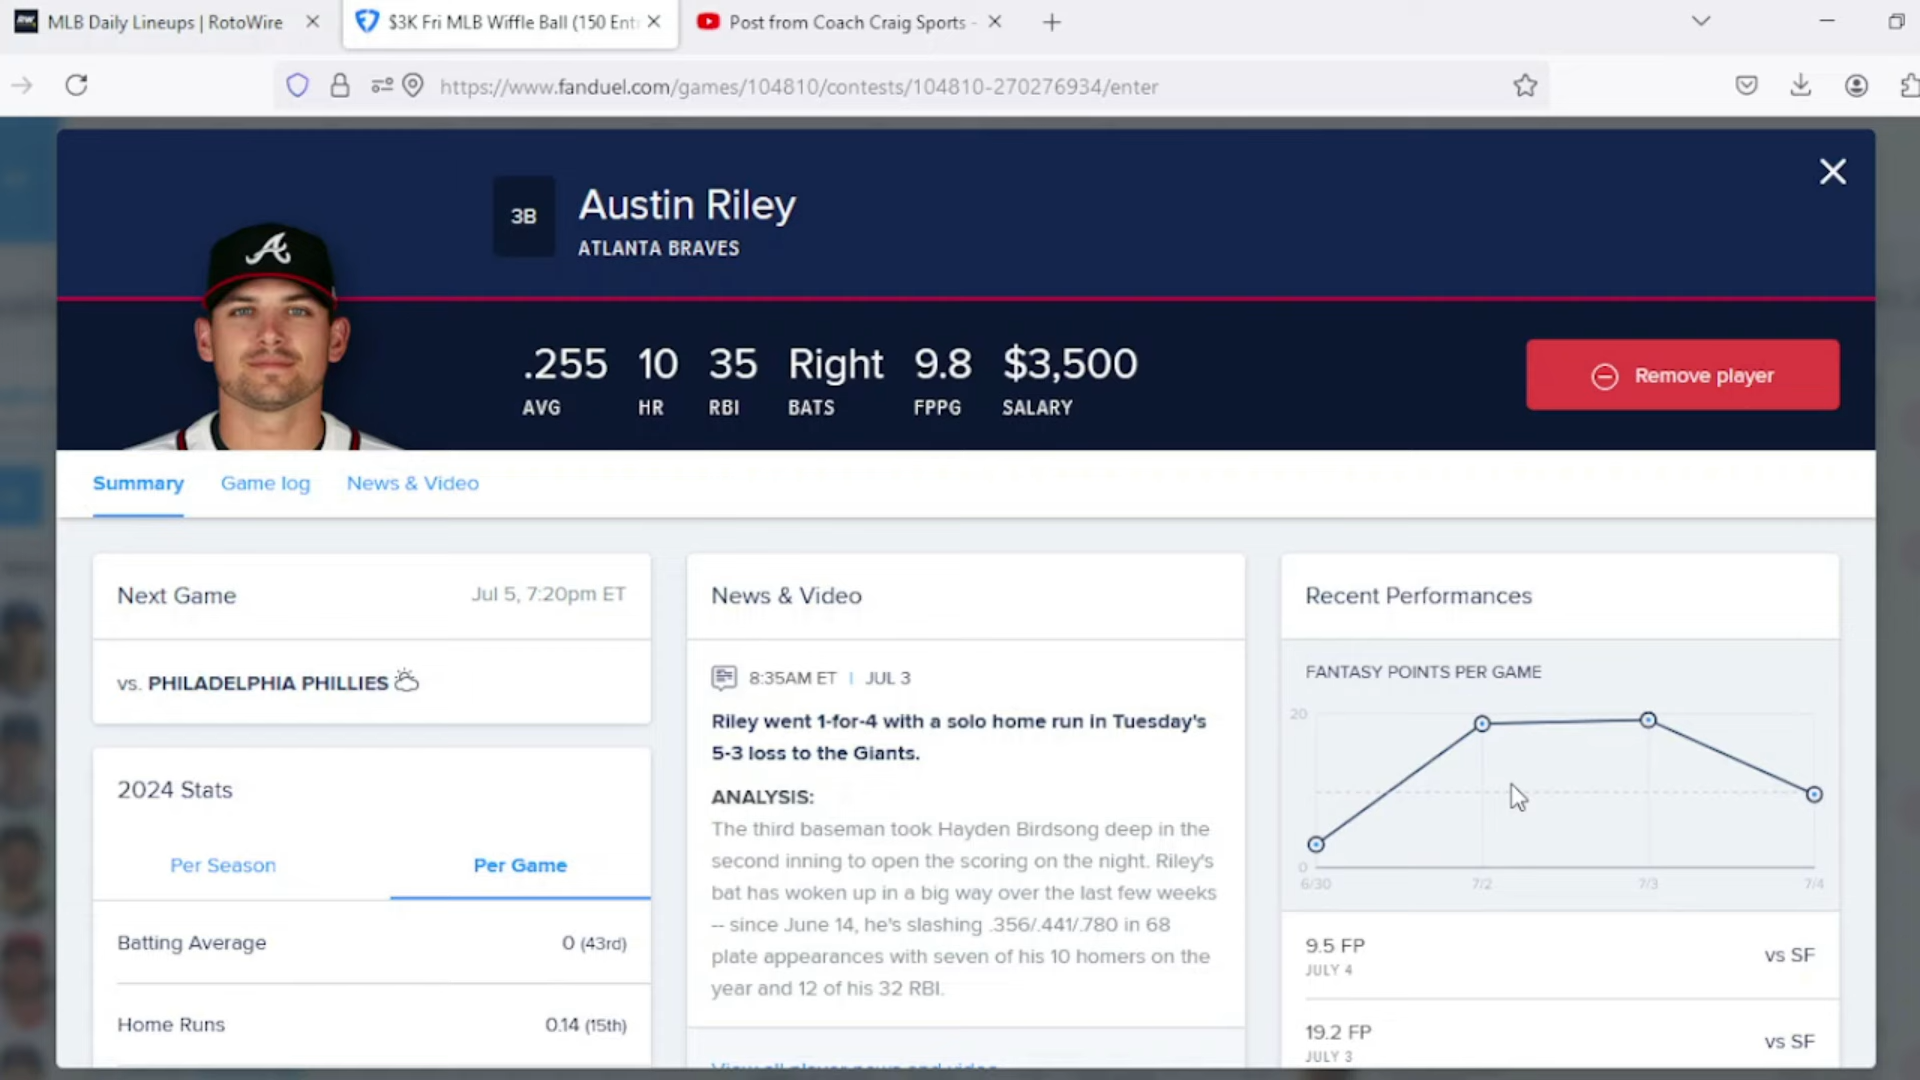 MLB Daily Lineups | RotoWire
$3K Fri MLB Wiffle Ball (150 Ent
Post from Coach Craig Sports -
https://www.fanduel.com/games/104810/contests/104810-270276934/enter
3B
Austin Riley
ATLANTA BRAVES
.255 10 35 Right 9.8 $3,500
AVG HR RBI BATS FPPG SALARY
Remove player
Summary Game log News & Video
Next Game Jul 5, 7:20pm ET
vs. PHILADELPHIA PHILLIES
2024 Stats
Per Season Per Game
Batting Average 0 (43rd)
Home Runs 0.14 (15th)
News & Video
8:35AM ET | JUL 3
Riley went 1-for-4 with a solo home run in Tuesday's
5-3 loss to the Giants.
ANALYSIS:
The third baseman took Hayden Birdsong deep in the
second inning to open the scoring on the night. Riley's
bat has woken up in a big way over the last few weeks
-- since June 14, he's slashing .356/.441/.780 in 68
plate appearances with seven of his 10 homers on the
year and 12 of his 32 RBI.
View all player news and video
Recent Performances
FANTASY POINTS PER GAME
20
0
6/30 7/2 7/3 7/4
9.5 FP vs SF
JULY 4
19.2 FP vs SF
JULY 3